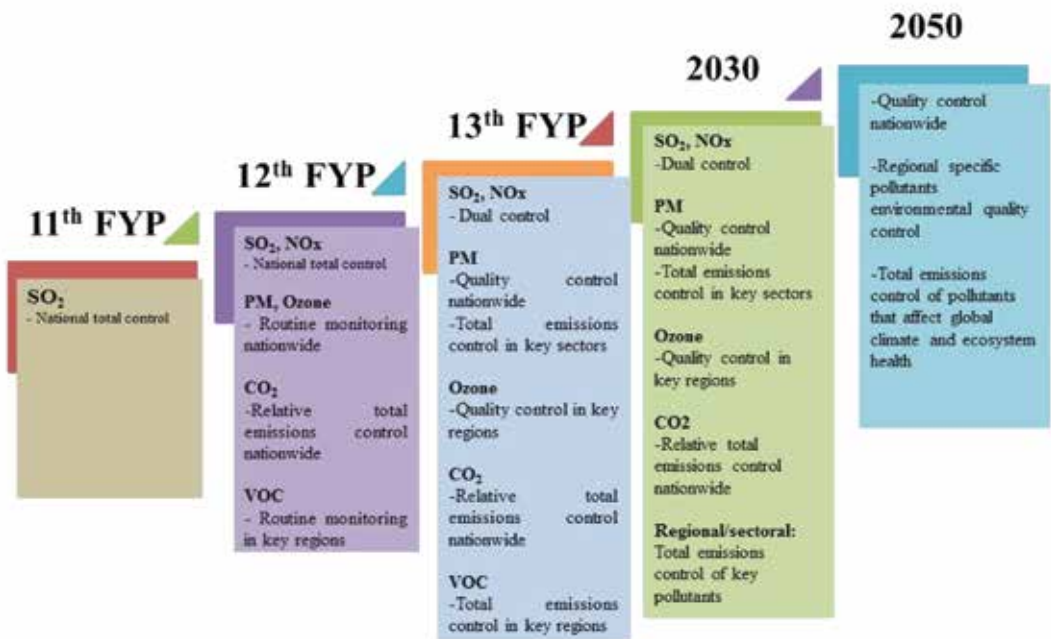 11th FYP
SO₂
- National total control
12th FYP
SO₂, NOx
- National total control
PM, Ozone
- Routine monitoring
nationwide
CO₂
-Relative total
emissions control
nationwide
VOC
- Routine monitoring
in key regions
13th FYP
SO₂, NOx
- Dual control
PM
-Quality control
nationwide
-Total emissions
control in key sectors
Ozone
-Quality control in key
regions
CO₂
-Relative total
emissions control
nationwide
VOC
-Total emissions
control in key regions
2030
SO₂, NOx
-Dual control
PM
-Quality control
nationwide
-Total emissions
control in key sectors
Ozone
-Quality control in
key regions
CO2
-Relative total
emissions control
nationwide
Regional/sectoral:
Total emissions
control of key
pollutants
2050
-Quality control
nationwide
-Regional specific
pollutants
environmental quality
control
-Total emissions
control of pollutants
that affect global
climate and ecosystem
health